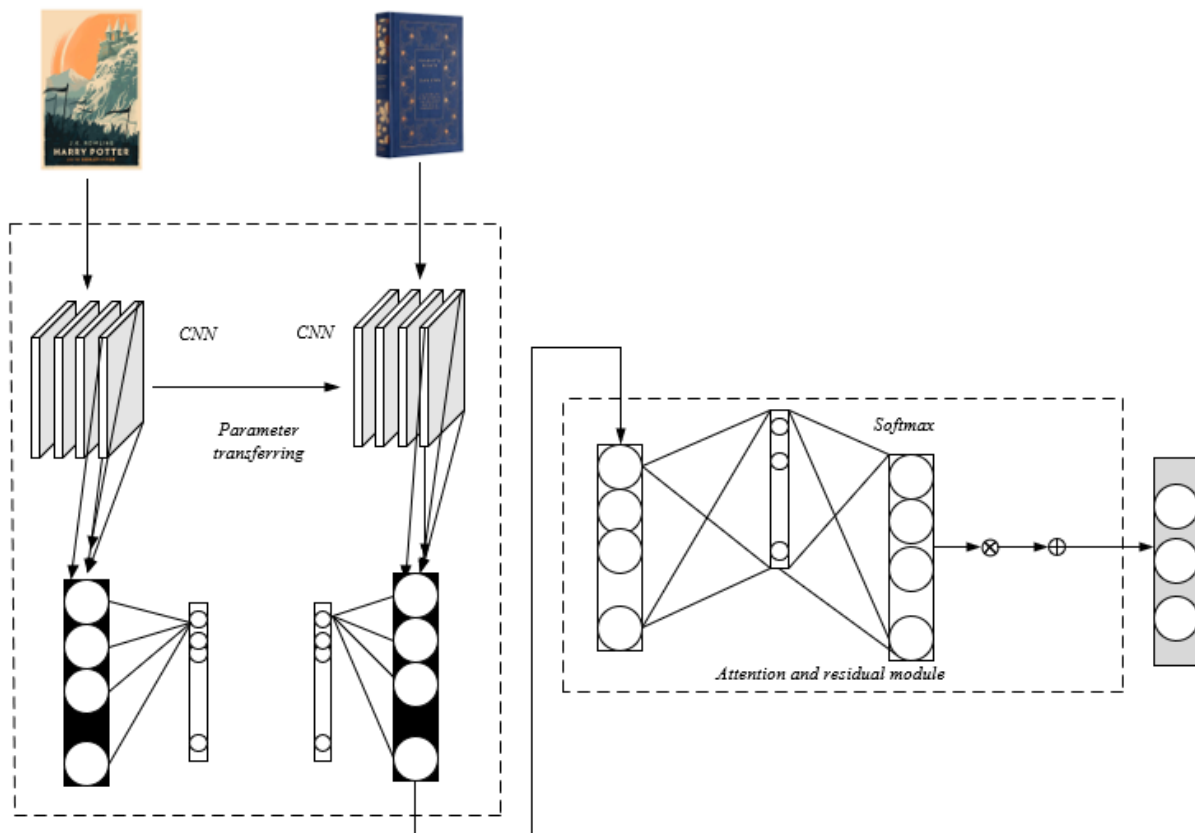 J.K. ROWLING
HARRY POTTER
CNN
CNN
Parameter
transferring
Softmax
Attention and residual module